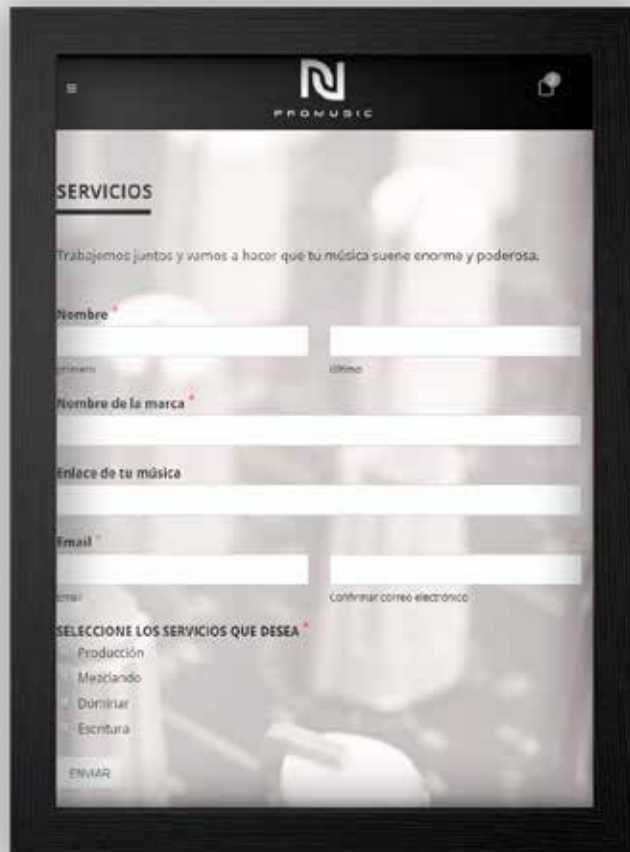 PROMUSIC
SERVICIOS
Trabajemos juntos y vamos a hacer que tu música suene enorme y poderosa.
Nombre *
primero Último
Nombre de la marca *
Enlace de tu música
Email *
Email Confirmar correo electrónico
SELECCIONE LOS SERVICIOS QUE DESEA *
Producción
Mezclando
Dominar
Escritura
ENVIAR